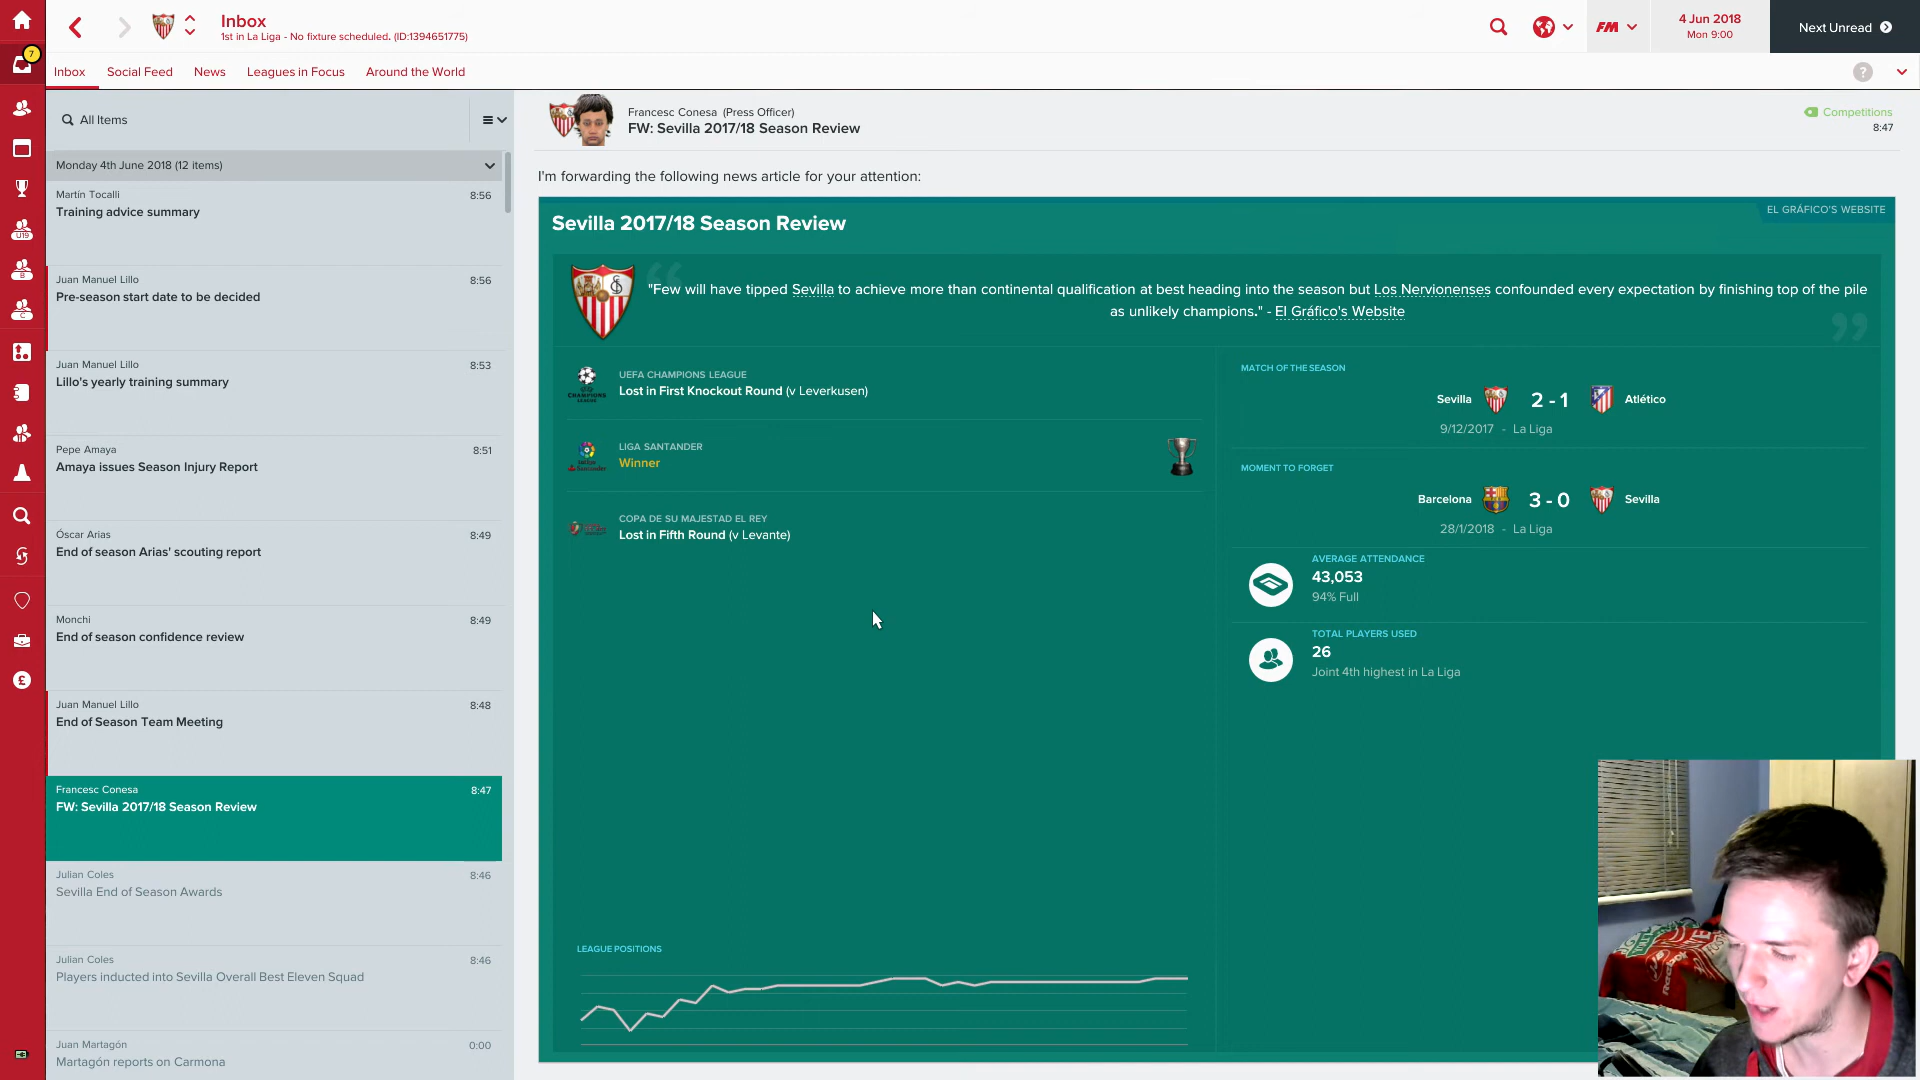 7
Inbox
1st in La Liga - No fixture scheduled. (ID:1394651775)
FM
4 Jun 2018
Mon 9:00
Next Unread
Inbox
Social Feed
News
Leagues in Focus
Around the World
?
All Items
Monday 4th June 2018 (12 items)
Martín Tocalli
8:56
Training advice summary
Juan Manuel Lillo
8:56
Pre-season start date to be decided
Juan Manuel Lillo
8:53
Lillo's yearly training summary
Pepe Amaya
8:51
Amaya issues Season Injury Report
Óscar Arias
8:49
End of season Arias' scouting report
Monchi
8:49
End of season confidence review
Juan Manuel Lillo
8:48
End of Season Team Meeting
Francesc Conesa
8:47
FW: Sevilla 2017/18 Season Review
Julian Coles
8:46
Sevilla End of Season Awards
Julian Coles
8:46
Players inducted into Sevilla Overall Best Eleven Squad
Juan Martagón
0:00
Martagón reports on Carmona
U19
B
C
Francesc Conesa (Press Officer)
FW: Sevilla 2017/18 Season Review
Competitions
8:47
I'm forwarding the following news article for your attention:
Sevilla 2017/18 Season Review
EL GRÁFICO'S WEBSITE
"Few will have tipped Sevilla to achieve more than continental qualification at best heading into the season but Los Nervionenses confounded every expectation by finishing top of the pile
as unlikely champions." - El Gráfico's Website
UEFA CHAMPIONS LEAGUE
Lost in First Knockout Round (v Leverkusen)
LIGA SANTANDER
Winner
COPA DE SU MAJESTAD EL REY
Lost in Fifth Round (v Levante)
MATCH OF THE SEASON
Sevilla 2 - 1 Atlético
9/12/2017 - La Liga
MOMENT TO FORGET
Barcelona 3 - 0 Sevilla
28/1/2018 - La Liga
AVERAGE ATTENDANCE
43,053
94% Full
TOTAL PLAYERS USED
26
Joint 4th highest in La Liga
LEAGUE POSITIONS
Reebok